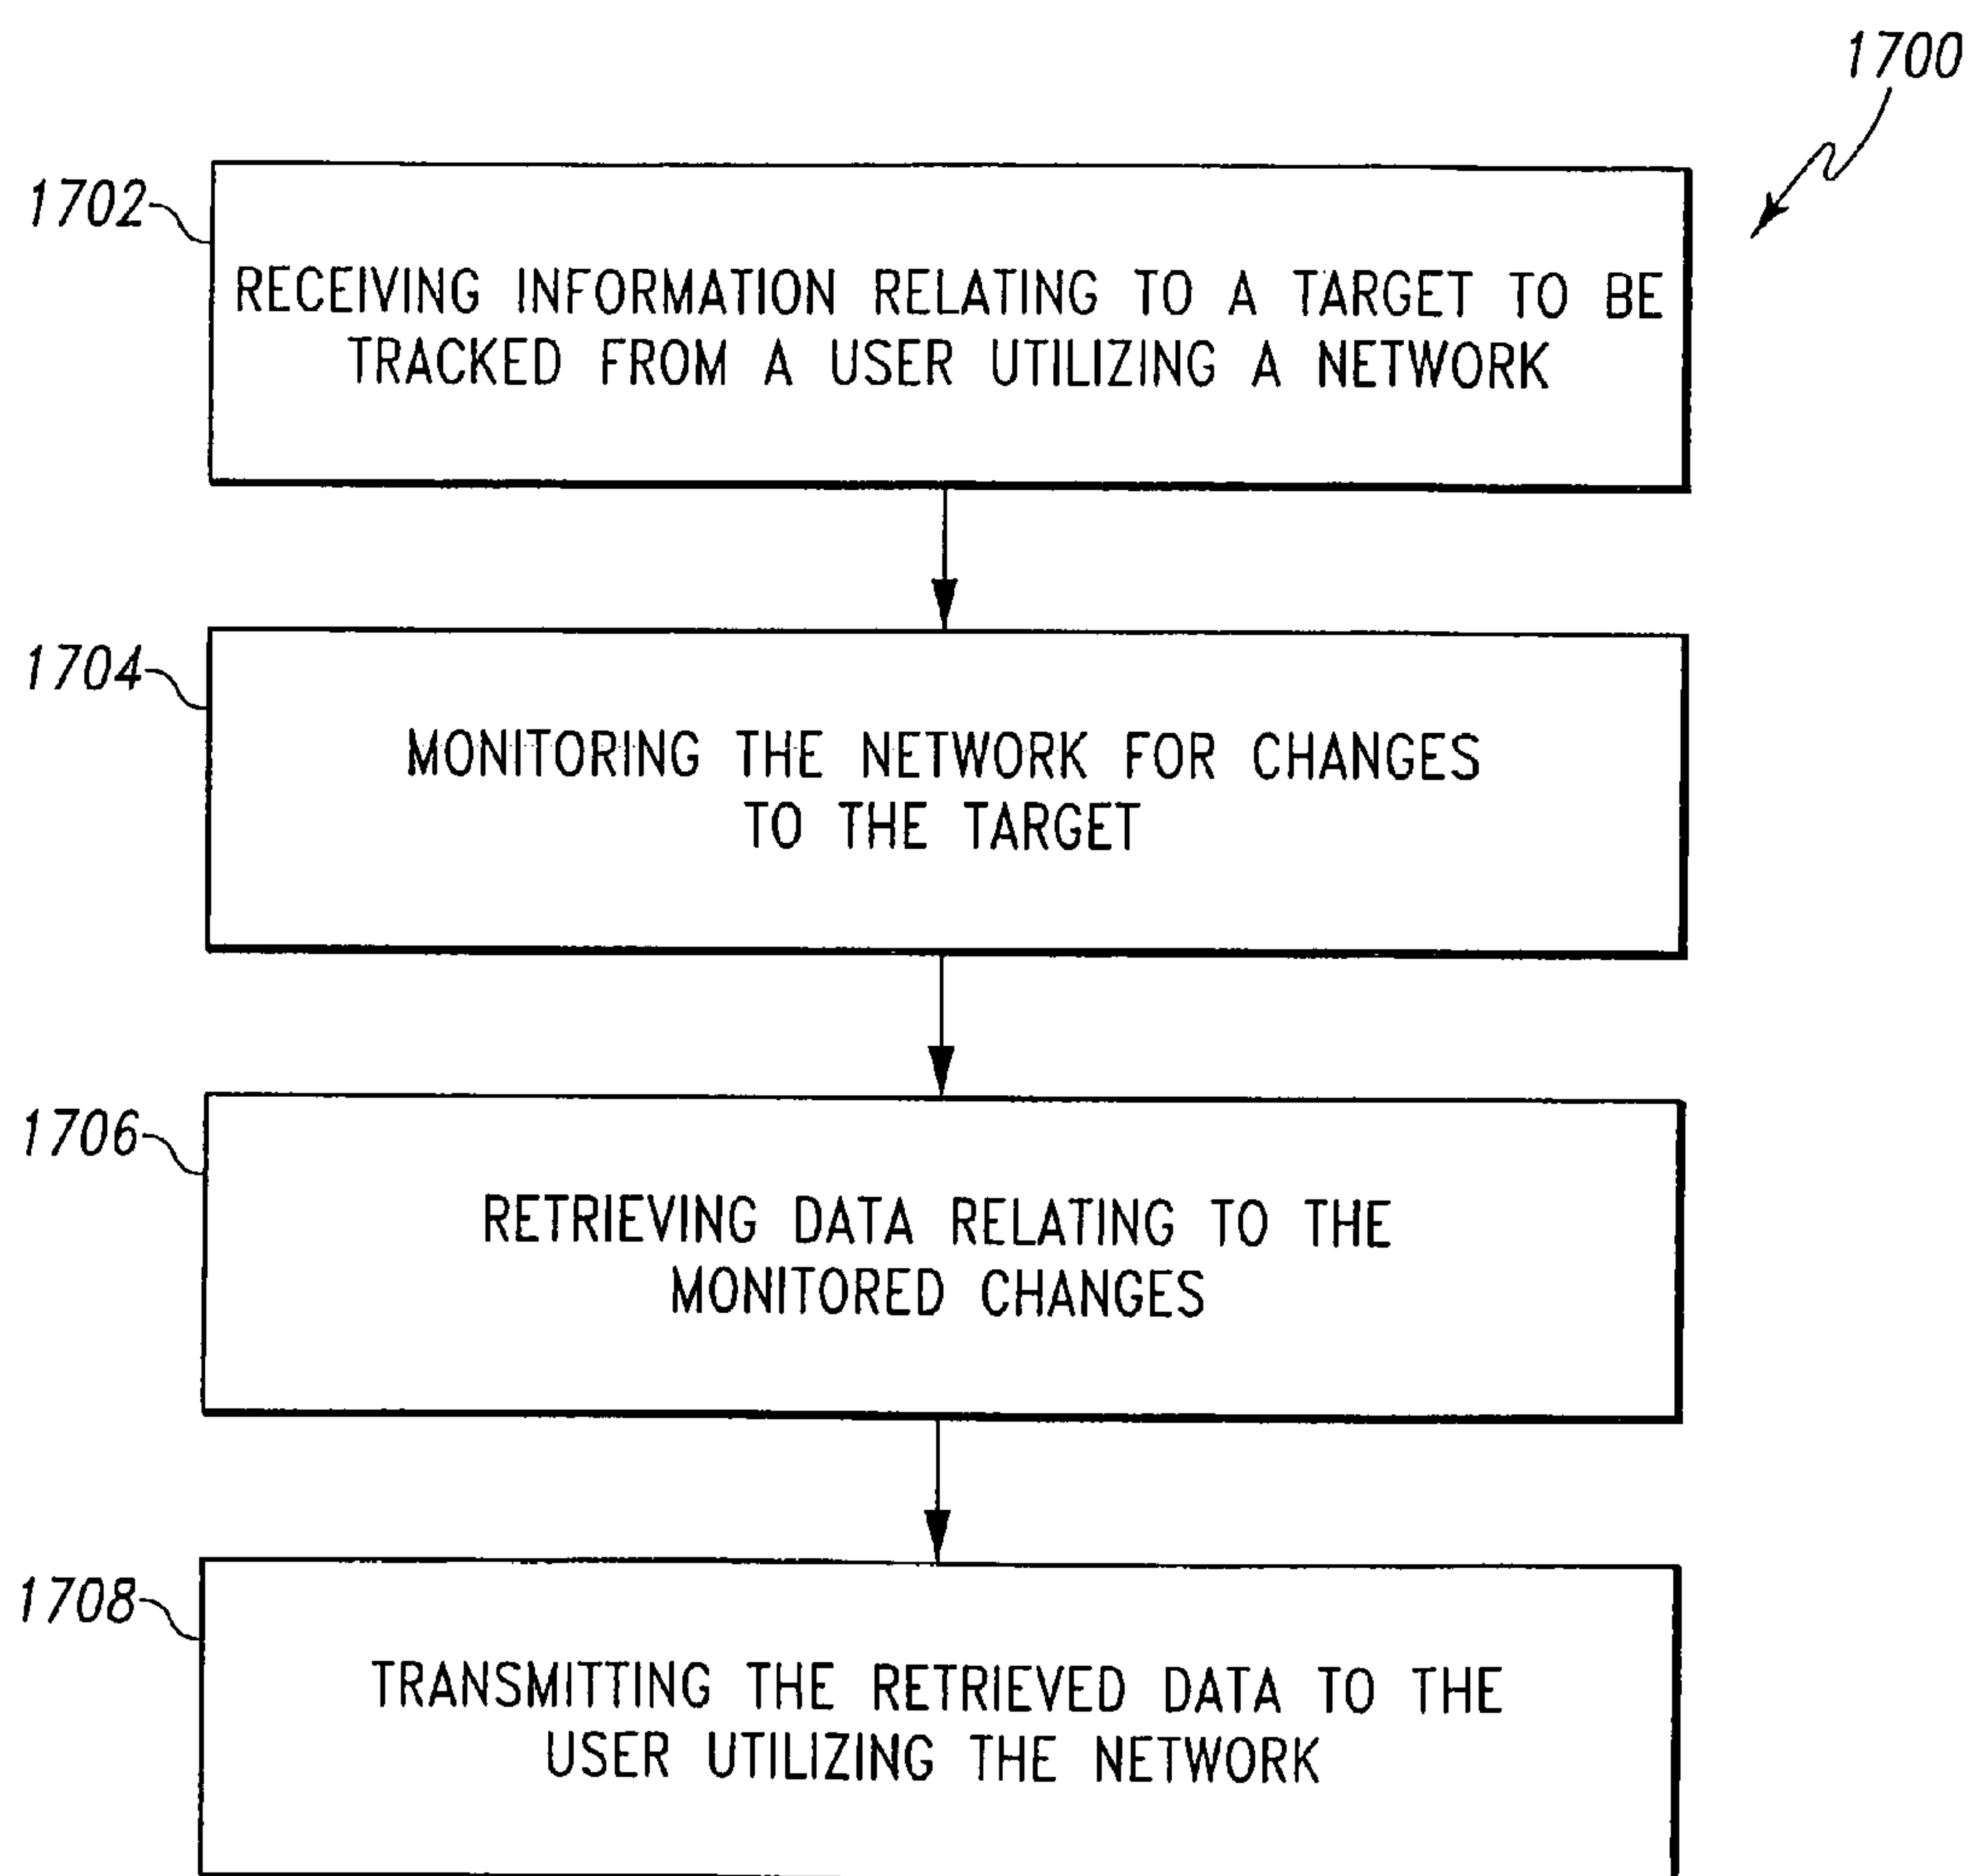 1700
1702
RECEIVING INFORMATION RELATING TO A TARGET TO BE
TRACKED FROM A USER UTILIZING A NETWORK
1704
MONITORING THE NETWORK FOR CHANGES
TO THE TARGET
1706
RETRIEVING DATA RELATING TO THE
MONITORED CHANGES
1708
TRANSMITTING THE RETRIEVED DATA TO THE
USER UTILIZING THE NETWORK